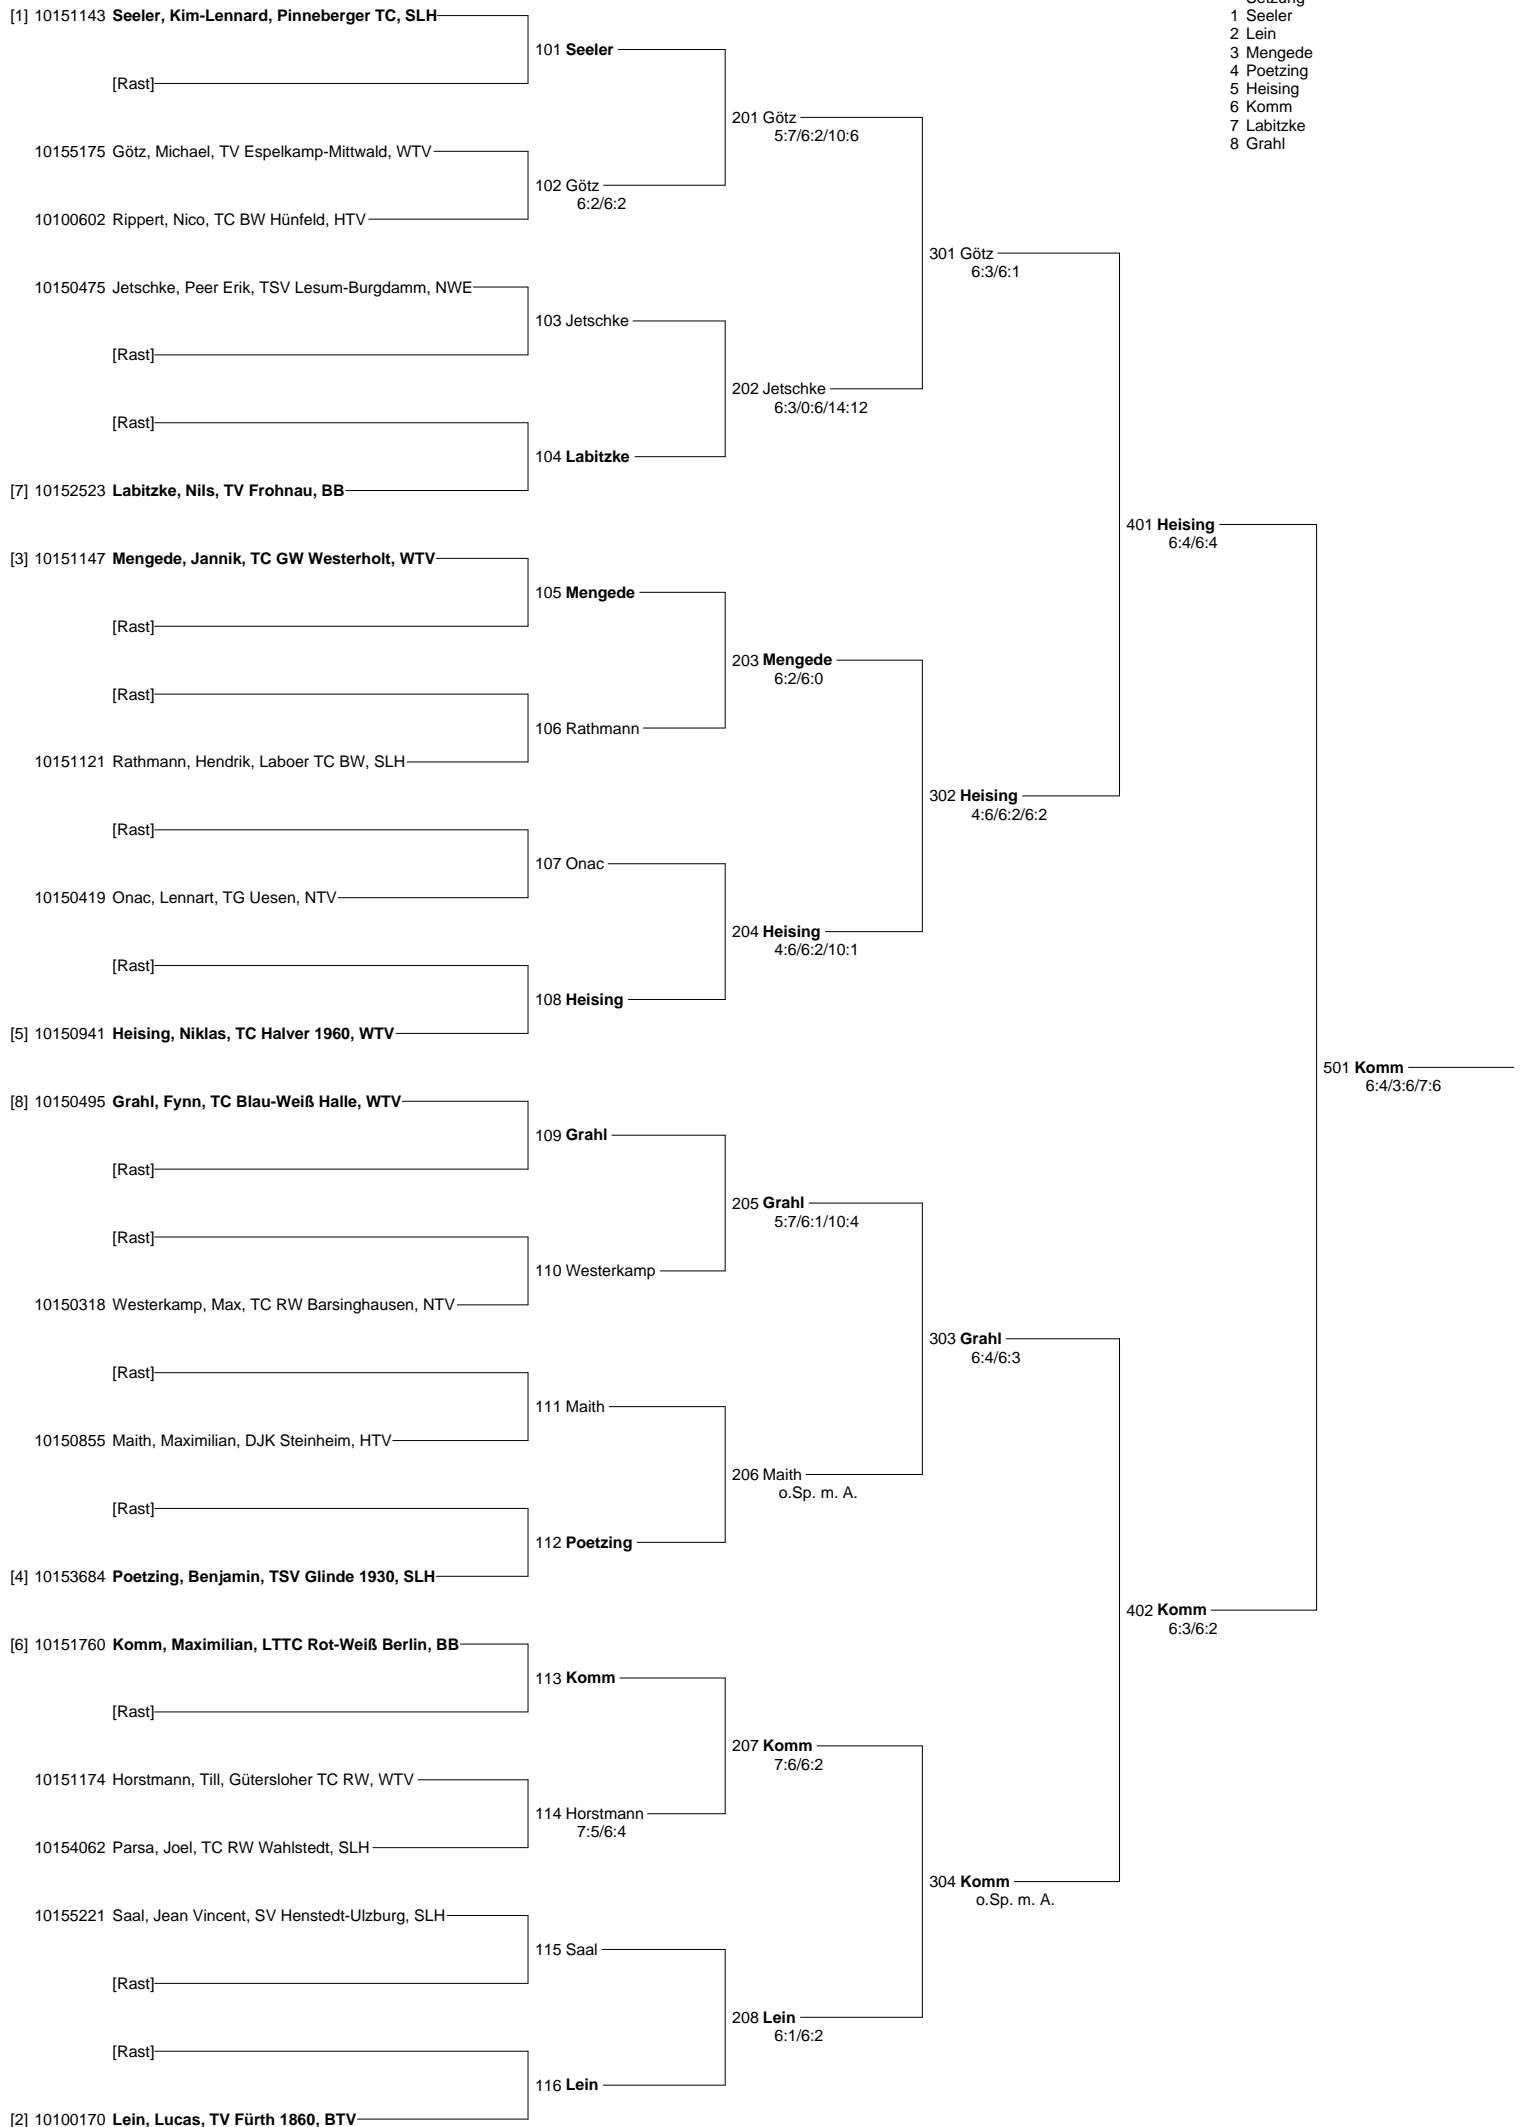 Setzung
1 Seeler
2 Lein
3 Mengede
4 Poetzing
5 Heising
6 Komm
7 Labitzke
8 Grahl
[1] 10151143 Seeler, Kim-Lennard, Pinneberger TC, SLH
101 Seeler
[Rast]
201 Götz
5:7/6:2/10:6
10155175 Götz, Michael, TV Espelkamp-Mittwald, WTV
102 Götz
6:2/6:2
10100602 Rippert, Nico, TC BW Hünfeld, HTV
301 Götz
6:3/6:1
10150475 Jetschke, Peer Erik, TSV Lesum-Burgdamm, NWE
103 Jetschke
[Rast]
202 Jetschke
6:3/0:6/14:12
[Rast]
104 Labitzke
[7] 10152523 Labitzke, Nils, TV Frohnau, BB
401 Heising
6:4/6:4
[3] 10151147 Mengede, Jannik, TC GW Westerholt, WTV
105 Mengede
[Rast]
203 Mengede
6:2/6:0
[Rast]
106 Rathmann
10151121 Rathmann, Hendrik, Laboer TC BW, SLH
302 Heising
4:6/6:2/6:2
[Rast]
107 Onac
10150419 Onac, Lennart, TG Uesen, NTV
204 Heising
4:6/6:2/10:1
[Rast]
108 Heising
[5] 10150941 Heising, Niklas, TC Halver 1960, WTV
501 Komm
6:4/3:6/7:6
[8] 10150495 Grahl, Fynn, TC Blau-Weiß Halle, WTV
109 Grahl
[Rast]
205 Grahl
5:7/6:1/10:4
[Rast]
110 Westerkamp
10150318 Westerkamp, Max, TC RW Barsinghausen, NTV
303 Grahl
6:4/6:3
[Rast]
111 Maith
10150855 Maith, Maximilian, DJK Steinheim, HTV
206 Maith
o.Sp. m. A.
[Rast]
112 Poetzing
[4] 10153684 Poetzing, Benjamin, TSV Glinde 1930, SLH
402 Komm
6:3/6:2
[6] 10151760 Komm, Maximilian, LTTC Rot-Weiß Berlin, BB
113 Komm
[Rast]
207 Komm
7:6/6:2
10151174 Horstmann, Till, Gütersloher TC RW, WTV
114 Horstmann
7:5/6:4
10154062 Parsa, Joel, TC RW Wahlstedt, SLH
304 Komm
o.Sp. m. A.
10155221 Saal, Jean Vincent, SV Henstedt-Ulzburg, SLH
115 Saal
[Rast]
208 Lein
6:1/6:2
[Rast]
116 Lein
[2] 10100170 Lein, Lucas, TV Fürth 1860, BTV